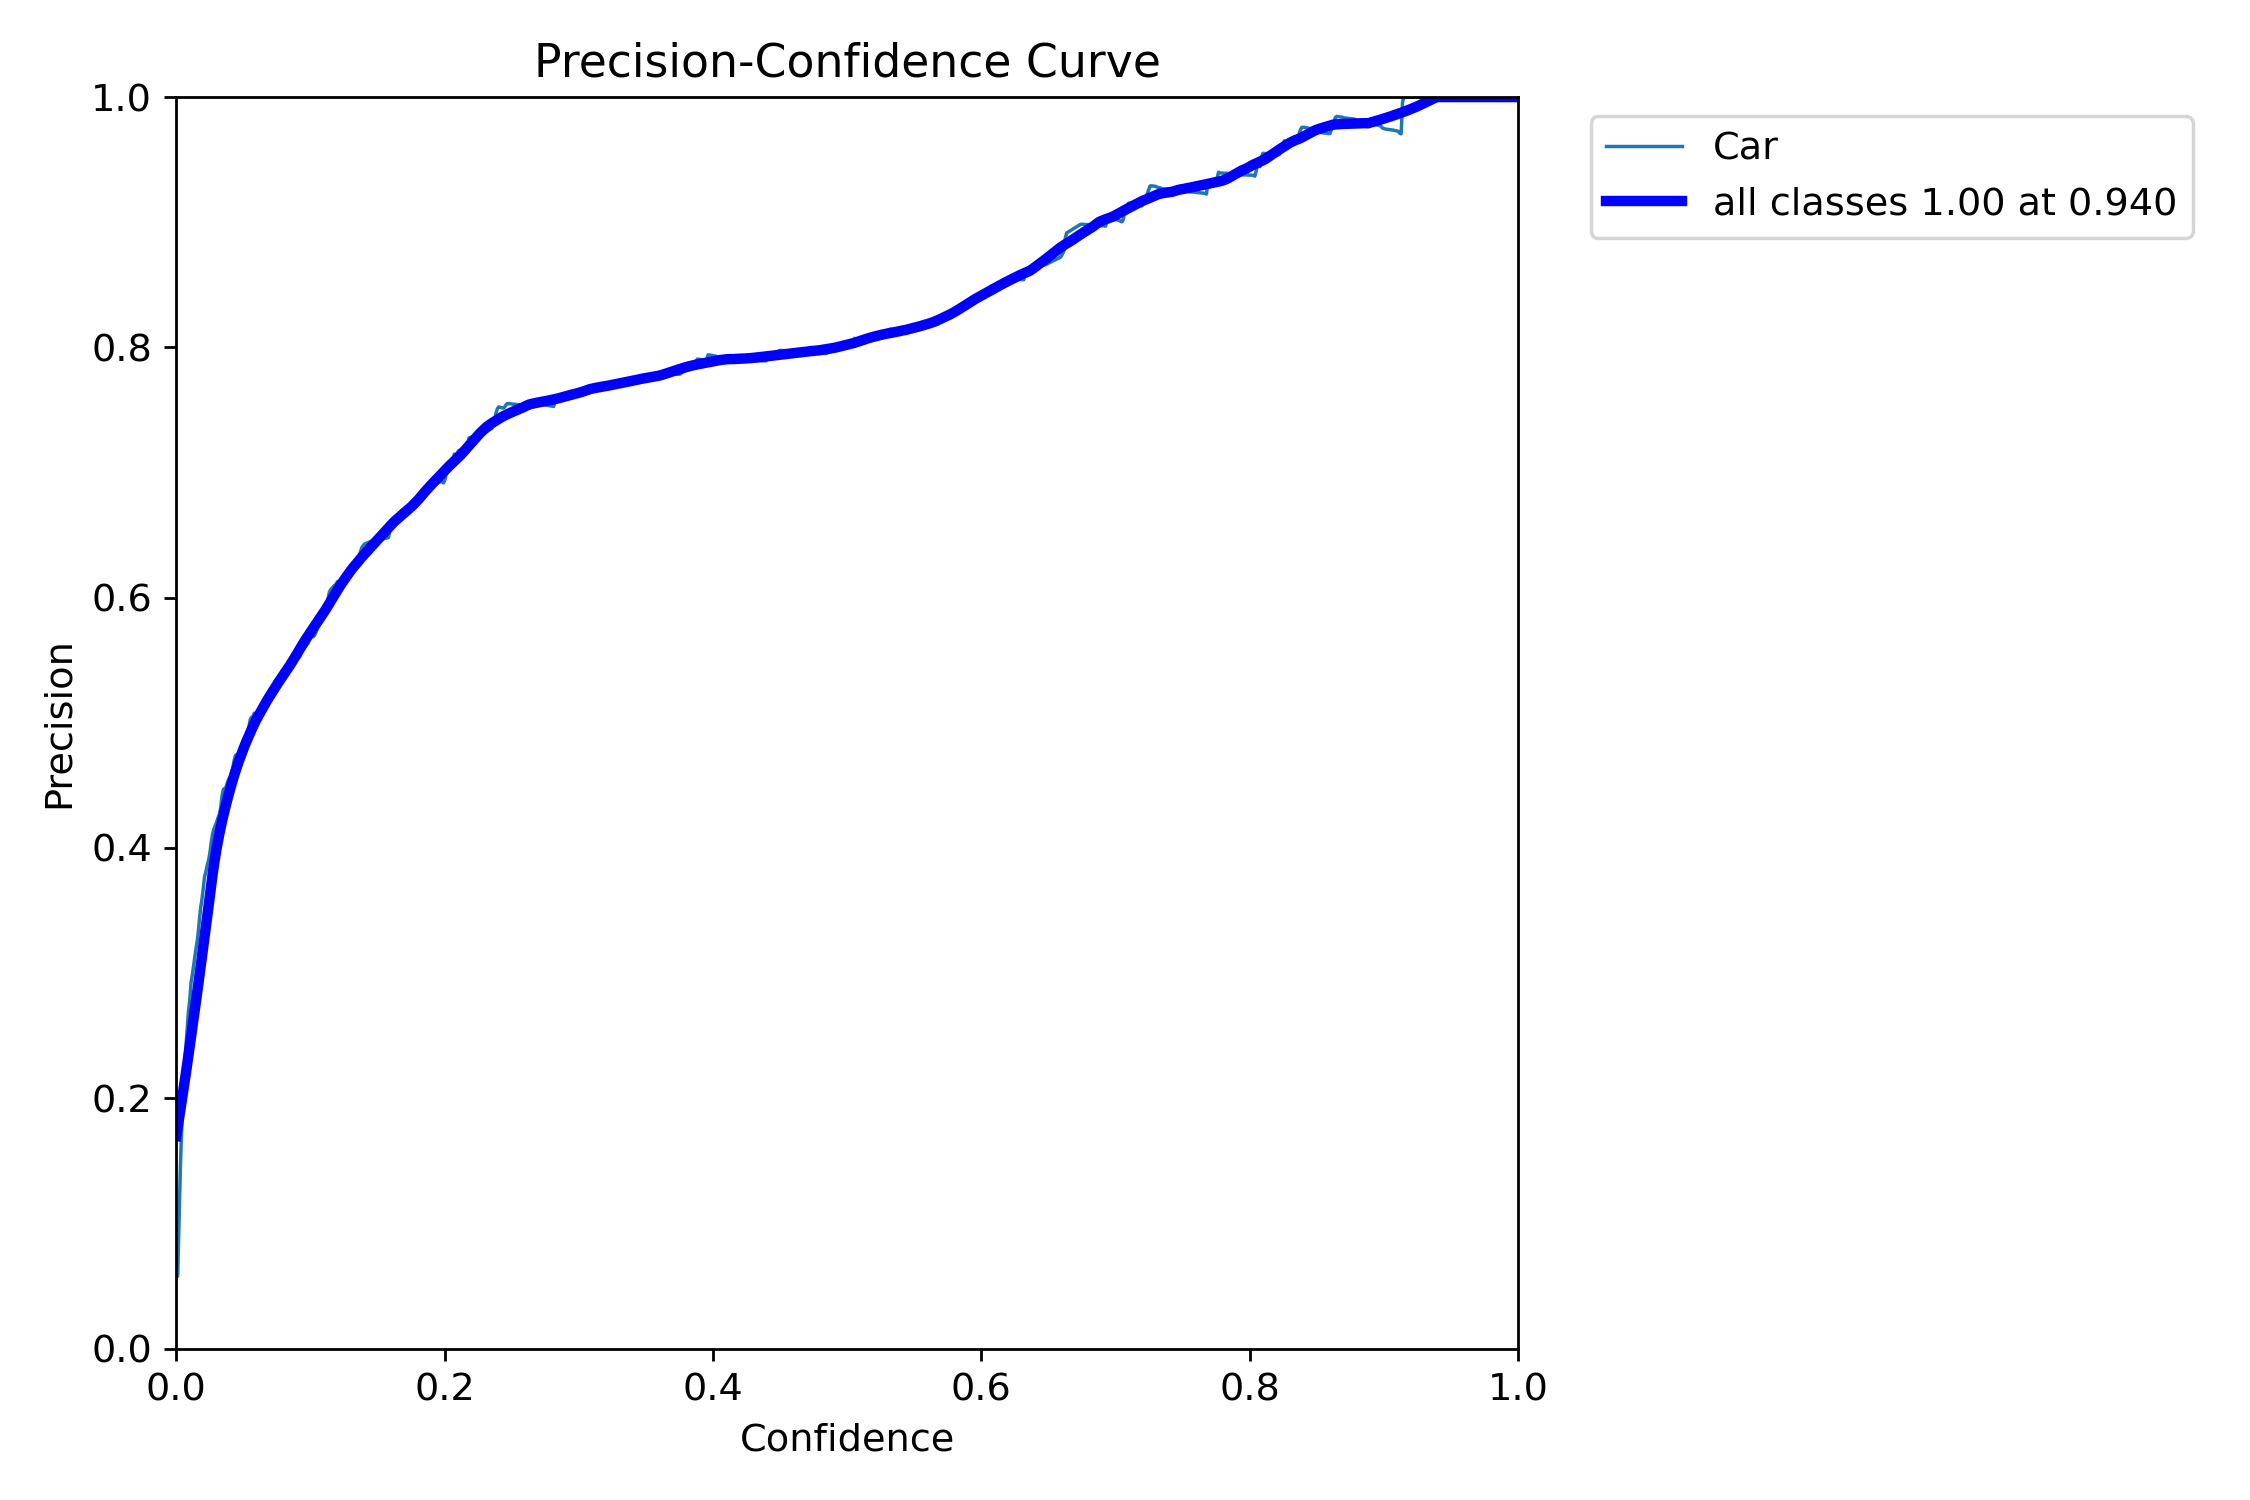 Precision-Confidence Curve
1.0
0.8
0.6
0.4
0.2
0.0
Precision
0.0 0.2 0.4 0.6 0.8 1.0
Confidence
Car
all classes 1.00 at 0.940